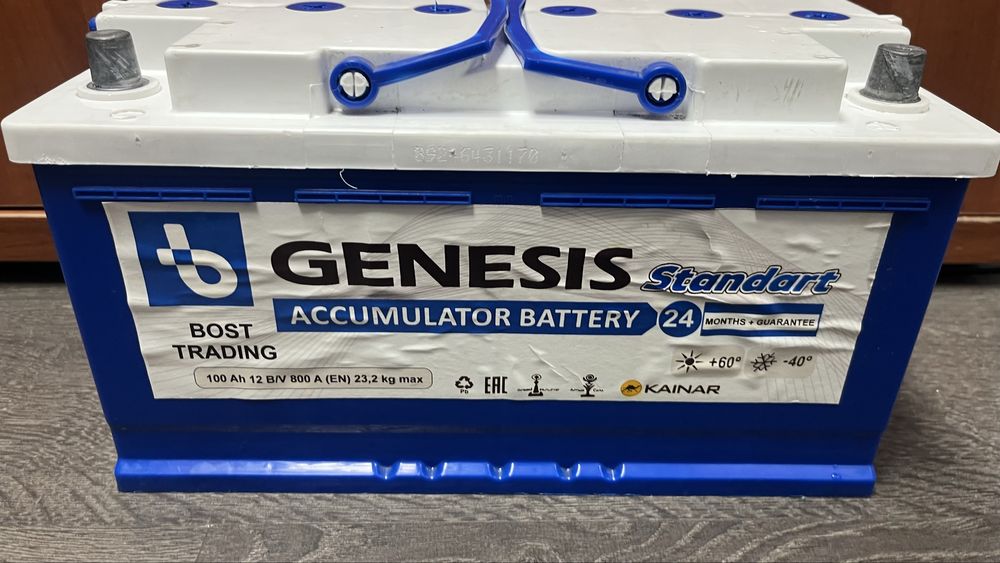 GENESIS
Standart
ACCUMULATOR BATTERY
24
MONTHS + GUARANTEE
BOST
TRADING
+60°
-40°
100 Ah 12 B/V 800 A (EN) 23,2 kg max
Pb
EAC
KAINAR